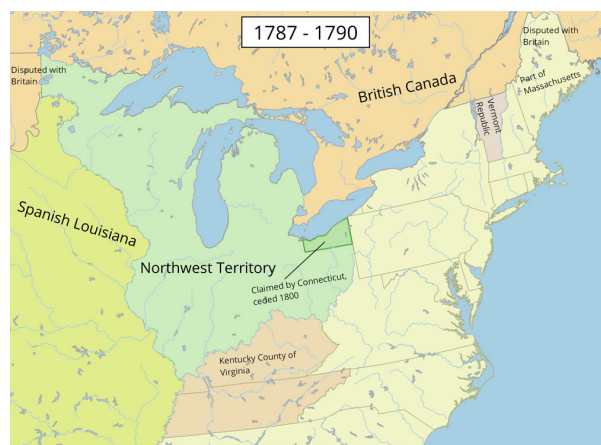 1787 - 1790
Disputed with
Britain
Disputed with
Britain
British Canada
Part of
Massachusetts
Vermont
Republic
Spanish Louisiana
Northwest Territory
Claimed by Connecticut,
ceded 1800
Kentucky County of
Virginia